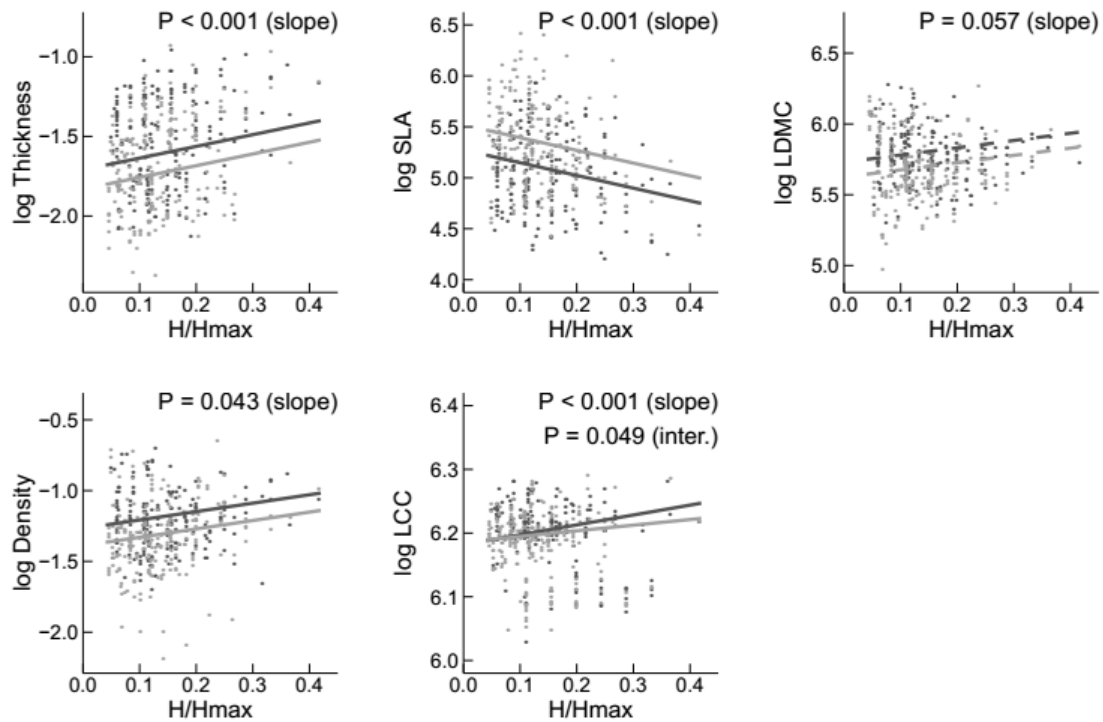 P < 0.001 (slope)
log Thickness
−1.0
−1.5
−2.0
0.0 0.1 0.2 0.3 0.4
H/Hmax
P < 0.001 (slope)
log SLA
6.5
6.0
5.5
5.0
4.5
4.0
0.0 0.1 0.2 0.3 0.4
H/Hmax
P = 0.057 (slope)
log LDMC
6.5
6.0
5.5
5.0
0.0 0.1 0.2 0.3 0.4
H/Hmax
P = 0.043 (slope)
log Density
−0.5
−1.0
−1.5
−2.0
0.0 0.1 0.2 0.3 0.4
H/Hmax
P < 0.001 (slope)
P = 0.049 (inter.)
log LCC
6.4
6.3
6.2
6.1
6.0
0.0 0.1 0.2 0.3 0.4
H/Hmax